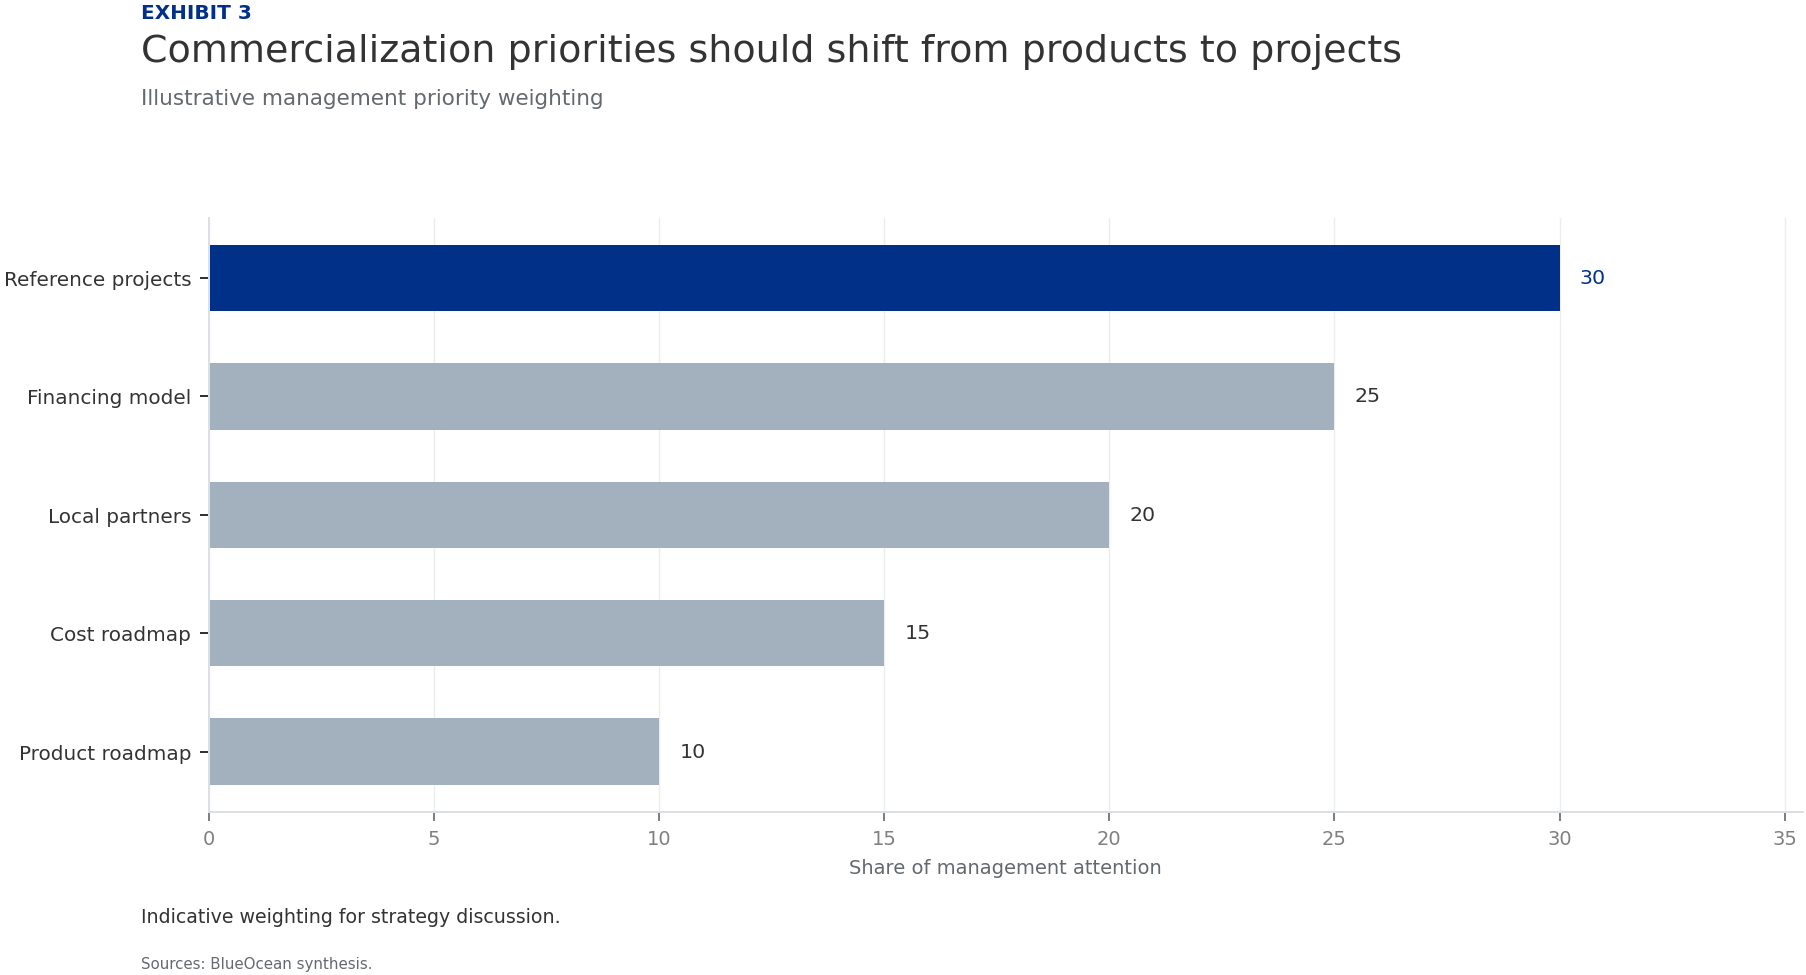 EXHIBIT 3
Commercialization priorities should shift from products to projects
Illustrative management priority weighting
Reference projects
30
Financing model
25
Local partners
20
Cost roadmap
15
Product roadmap
10
0 5 10 15 20 25 30 35
Share of management attention
Indicative weighting for strategy discussion.
Sources: BlueOcean synthesis.